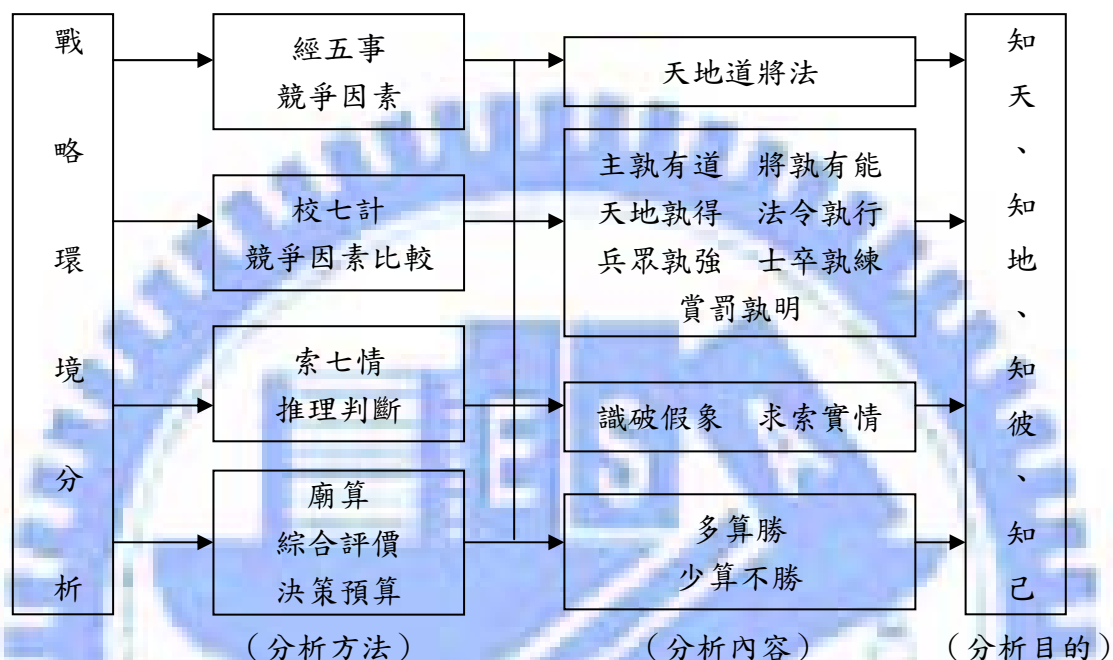 戰略環境分析
經五事
競爭因素
校七計
競爭因素比較
索七情
推理判斷
廟算
綜合評價
決策預算
（分析方法）
天地道將法
主孰有道　將孰有能
天地孰得　法令孰行
兵眾孰強　士卒孰練
賞罰孰明
識破假象　求索實情
多算勝
少算不勝
（分析內容）
知天、知地、知彼、知己
（分析目的）
ES